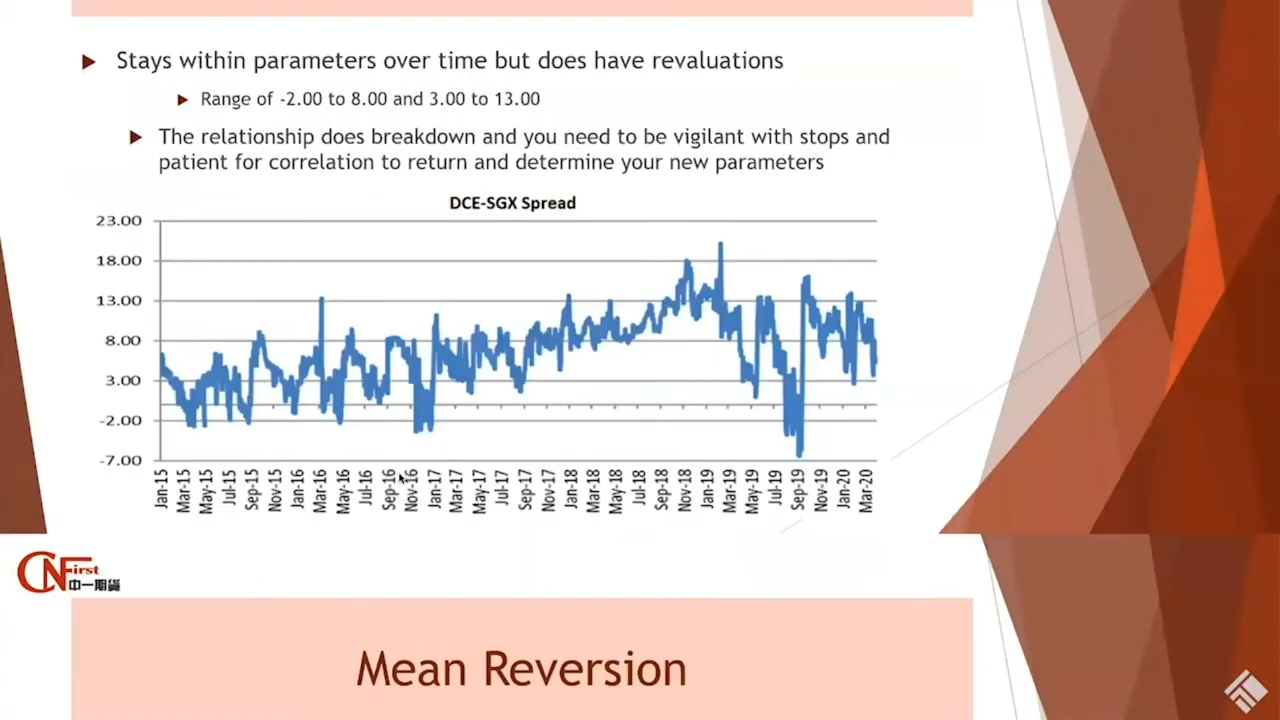 Stays within parameters over time but does have revaluations
Range of -2.00 to 8.00 and 3.00 to 13.00
The relationship does breakdown and you need to be vigilant with stops and
patient for correlation to return and determine your new parameters
DCE-SGX Spread
23.00
18.00
13.00
8.00
3.00
-2.00
-7.00
Jan-15
Mar-15
May-15
Jul-15
Sep-15
Nov-15
Jan-16
Mar-16
May-16
Jul-16
Sep-16
Nov-16
Jan-17
Mar-17
May-17
Jul-17
Sep-17
Nov-17
Jan-18
Mar-18
May-18
Jul-18
Sep-18
Nov-18
Jan-19
Mar-19
May-19
Jul-19
Sep-19
Nov-19
Jan-20
Mar-20
CNFirst
中一期貨
Mean Reversion